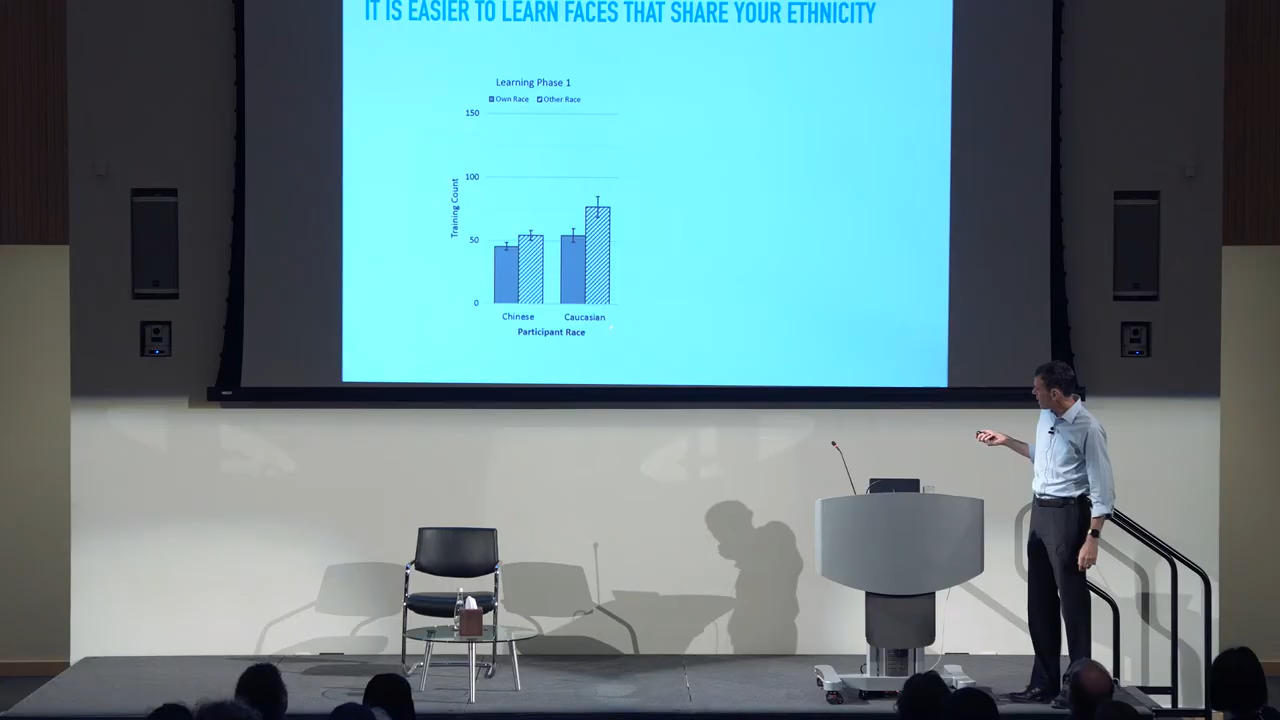 IT IS EASIER TO LEARN FACES THAT SHARE YOUR ETHNICITY
Learning Phase 1
Own Race Other Race
150
100
50
0
Training Count
Chinese Caucasian
Participant Race